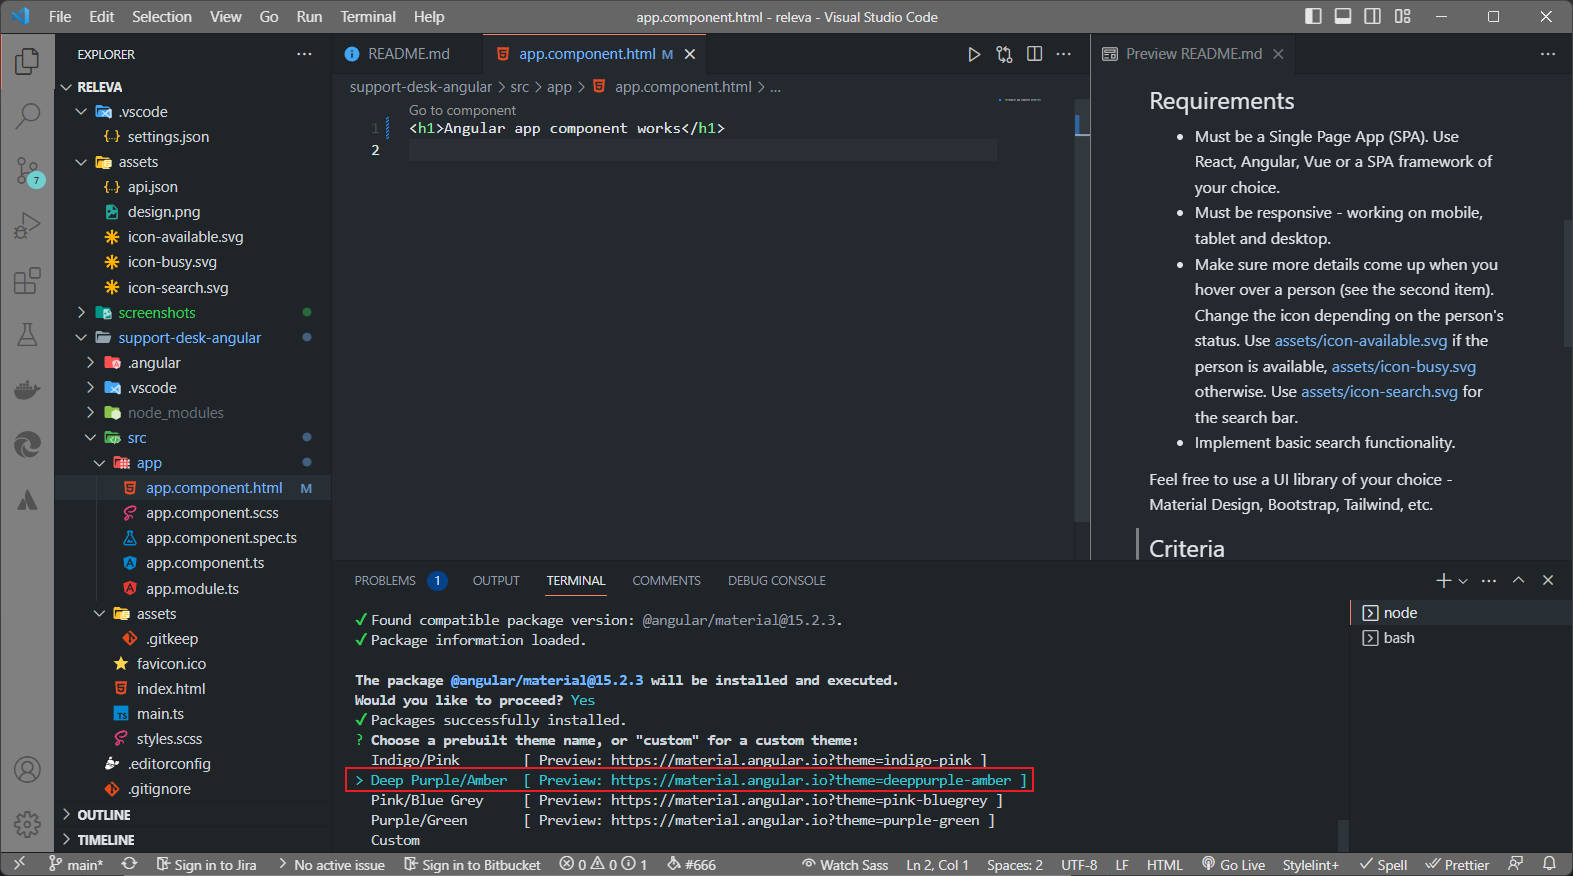 File Edit Selection View Go Run Terminal Help
app.component.html - releva - Visual Studio Code
EXPLORER
RELEVA
.vscode
settings.json
assets
api.json
design.png
icon-available.svg
icon-busy.svg
icon-search.svg
screenshots
support-desk-angular
.angular
.vscode
node_modules
src
app
app.component.html M
app.component.scss
app.component.spec.ts
app.component.ts
app.module.ts
assets
.gitkeep
favicon.ico
index.html
main.ts
styles.scss
.editorconfig
.gitignore
OUTLINE
TIMELINE
7
README.md
app.component.html M
support-desk-angular > src > app > app.component.html > ...
Go to component
1 <h1>Angular app component works</h1>
2
Preview README.md
Requirements
• Must be a Single Page App (SPA). Use
React, Angular, Vue or a SPA framework of
your choice.
• Must be responsive - working on mobile,
tablet and desktop.
• Make sure more details come up when you
hover over a person (see the second item).
Change the icon depending on the person's
status. Use assets/icon-available.svg if the
person is available, assets/icon-busy.svg
otherwise. Use assets/icon-search.svg for
the search bar.
• Implement basic search functionality.
Feel free to use a UI library of your choice -
Material Design, Bootstrap, Tailwind, etc.
Criteria
PROBLEMS 1 OUTPUT TERMINAL COMMENTS DEBUG CONSOLE
✓ Found compatible package version: @angular/material@15.2.3.
✓ Package information loaded.
The package @angular/material@15.2.3 will be installed and executed.
Would you like to proceed? Yes
✓ Packages successfully installed.
? Choose a prebuilt theme name, or "custom" for a custom theme:
Indigo/Pink [ Preview: https://material.angular.io?theme=indigo-pink ]
> Deep Purple/Amber [ Preview: https://material.angular.io?theme=deeppurple-amber ]
Pink/Blue Grey [ Preview: https://material.angular.io?theme=pink-bluegrey ]
Purple/Green [ Preview: https://material.angular.io?theme=purple-green ]
Custom
node
bash
main* Sign in to Jira No active issue Sign in to Bitbucket 0 0 1 #666 Watch Sass Ln 2, Col 1 Spaces: 2 UTF-8 LF HTML Go Live Stylelint+ Spell Prettier